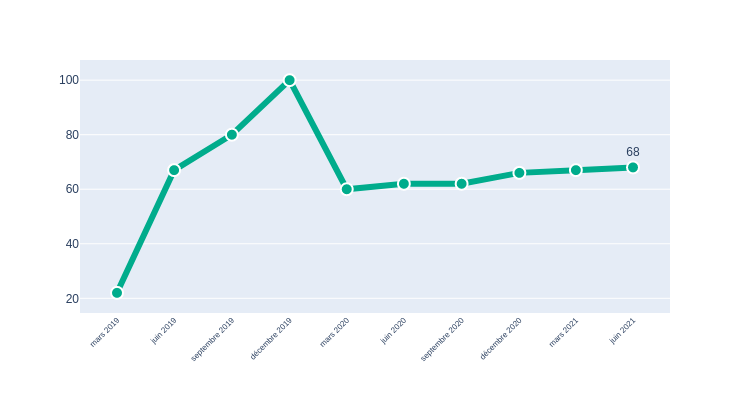 100
80
60
40
20
68
mars 2019
juin 2019
septembre 2019
décembre 2019
mars 2020
juin 2020
septembre 2020
décembre 2020
mars 2021
juin 2021